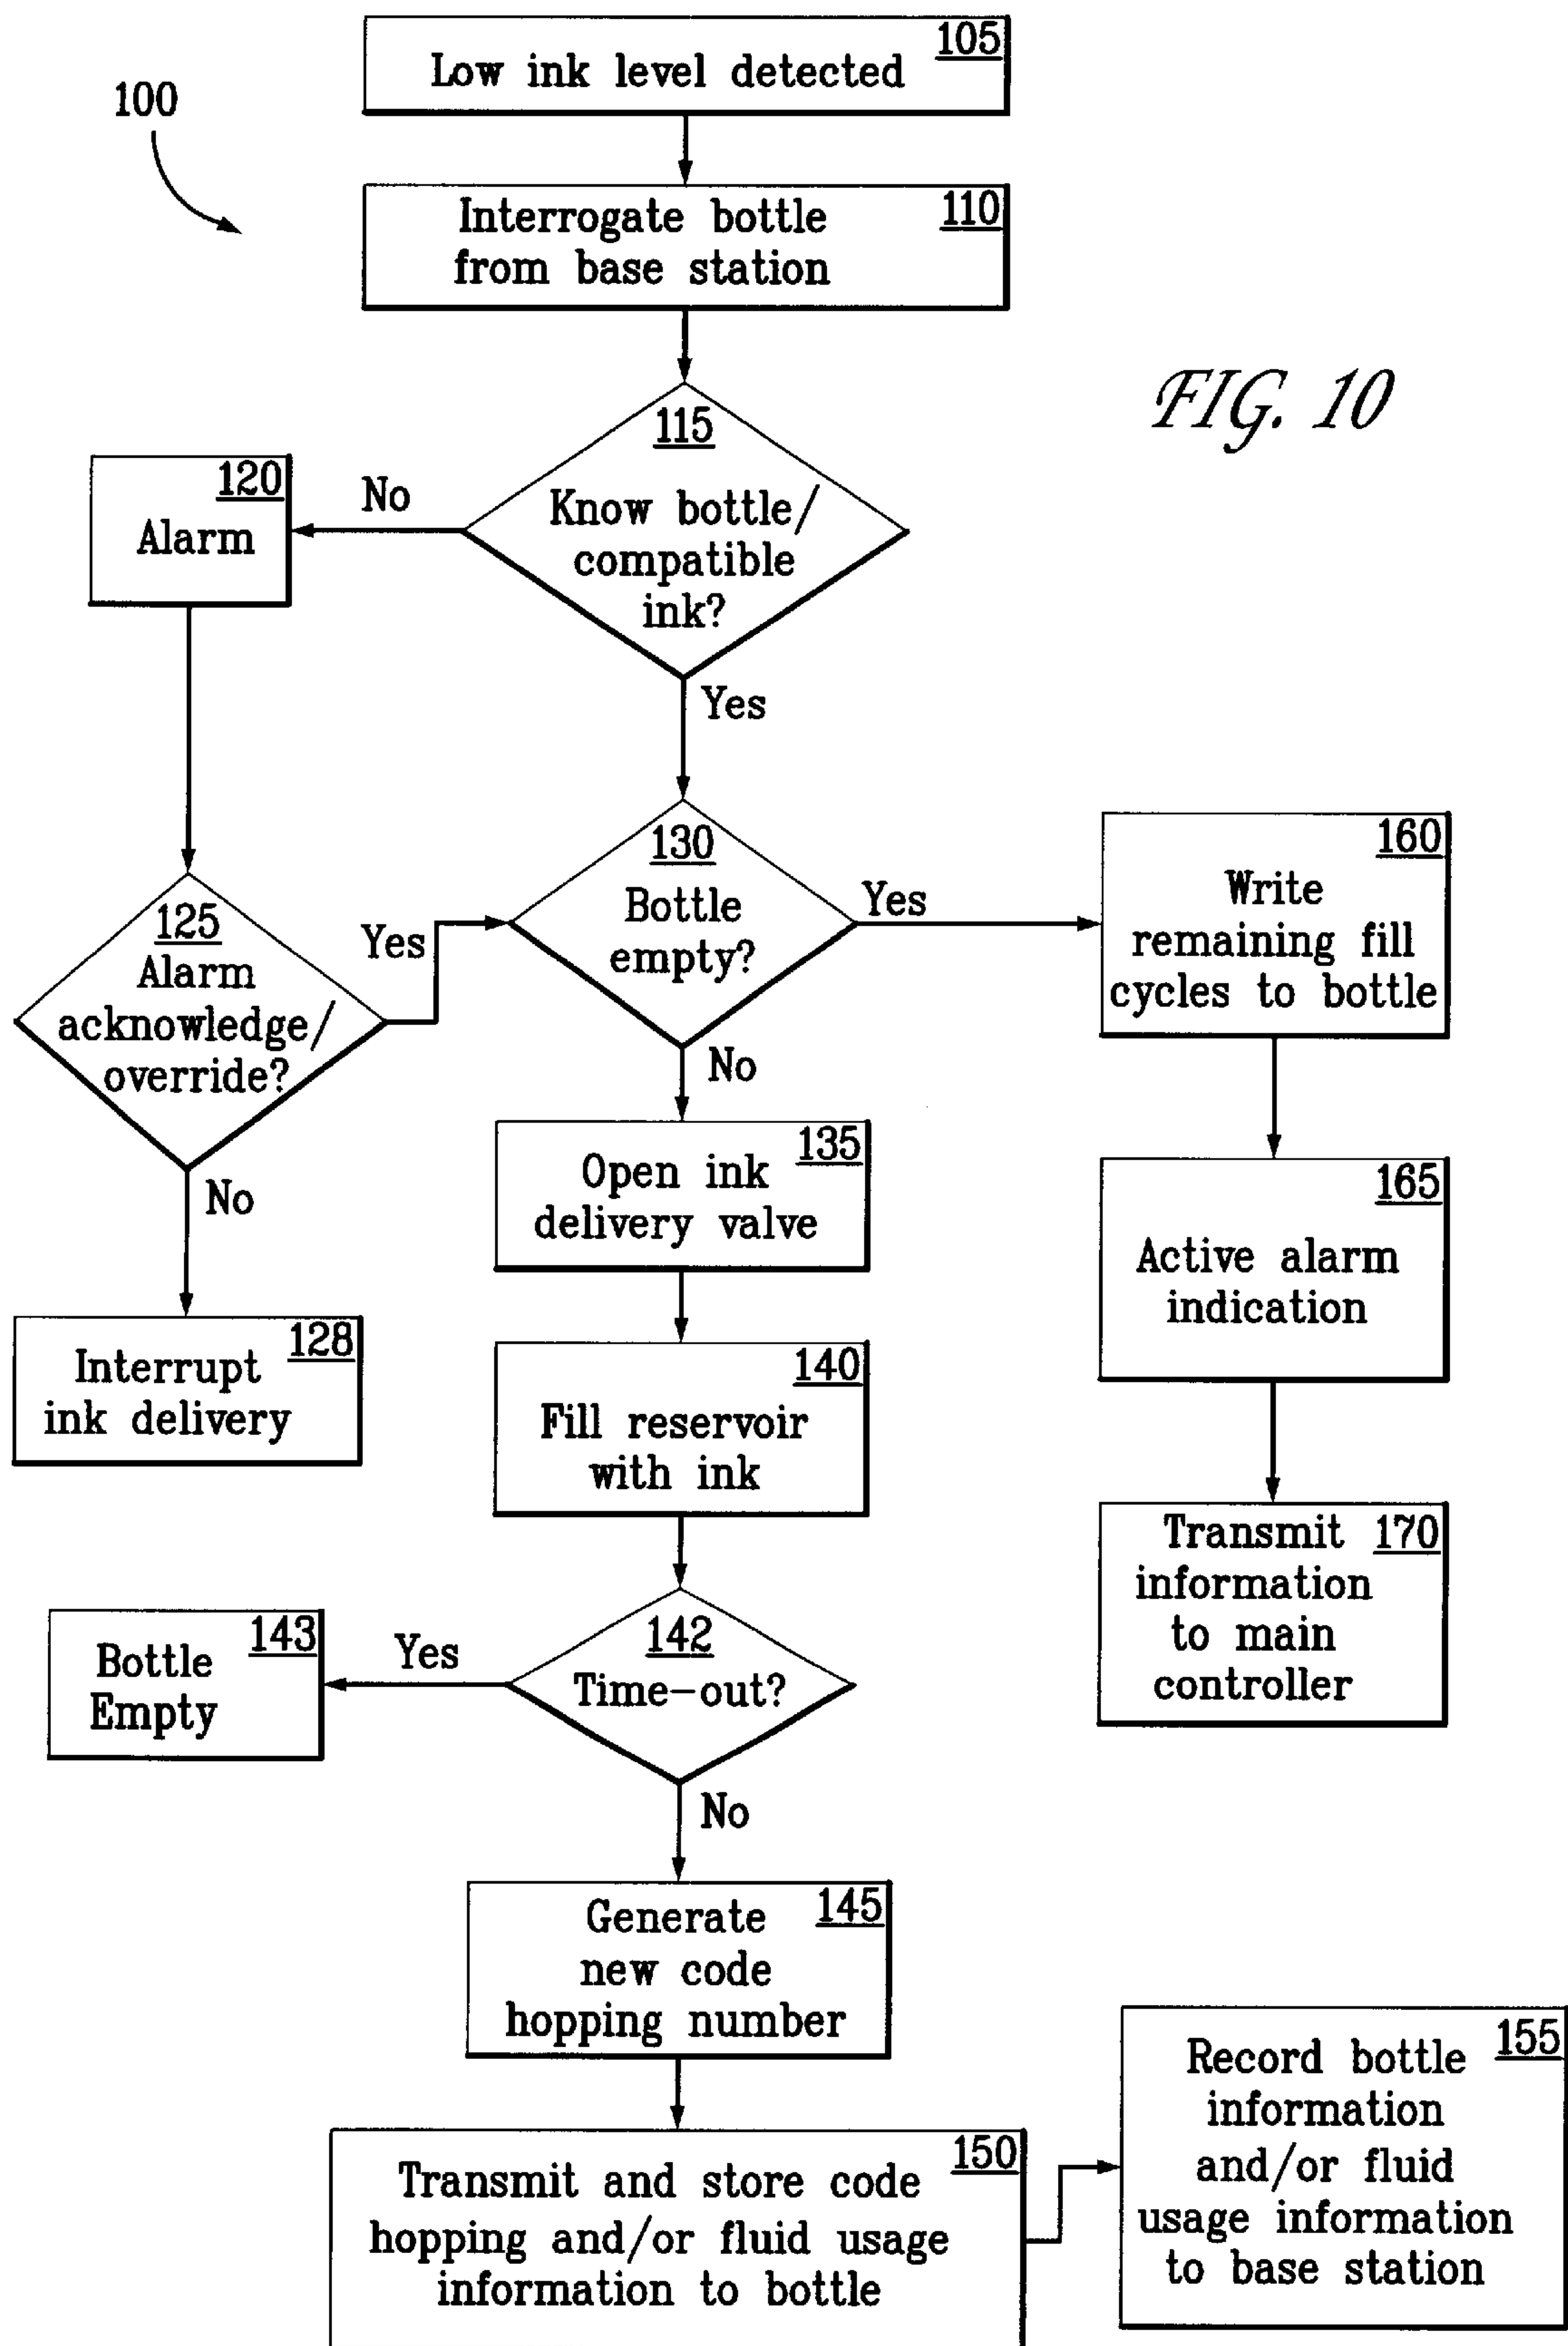 105
Low ink level detected
100
110
Interrogate bottle
from base station
FIG. 10
115
Know bottle/
compatible
ink?
No
120
Alarm
Yes
125
Alarm
acknowledge/
override?
Yes
No
128
Interrupt
ink delivery
130
Bottle
empty?
Yes
No
160
Write
remaining fill
cycles to bottle
165
Active alarm
indication
170
Transmit
information
to main
controller
135
Open ink
delivery valve
140
Fill reservoir
with ink
142
Time-out?
Yes
143
Bottle
Empty
No
145
Generate
new code
hopping number
150
Transmit and store code
hopping and/or fluid usage
information to bottle
155
Record bottle
information
and/or fluid
usage information
to base station